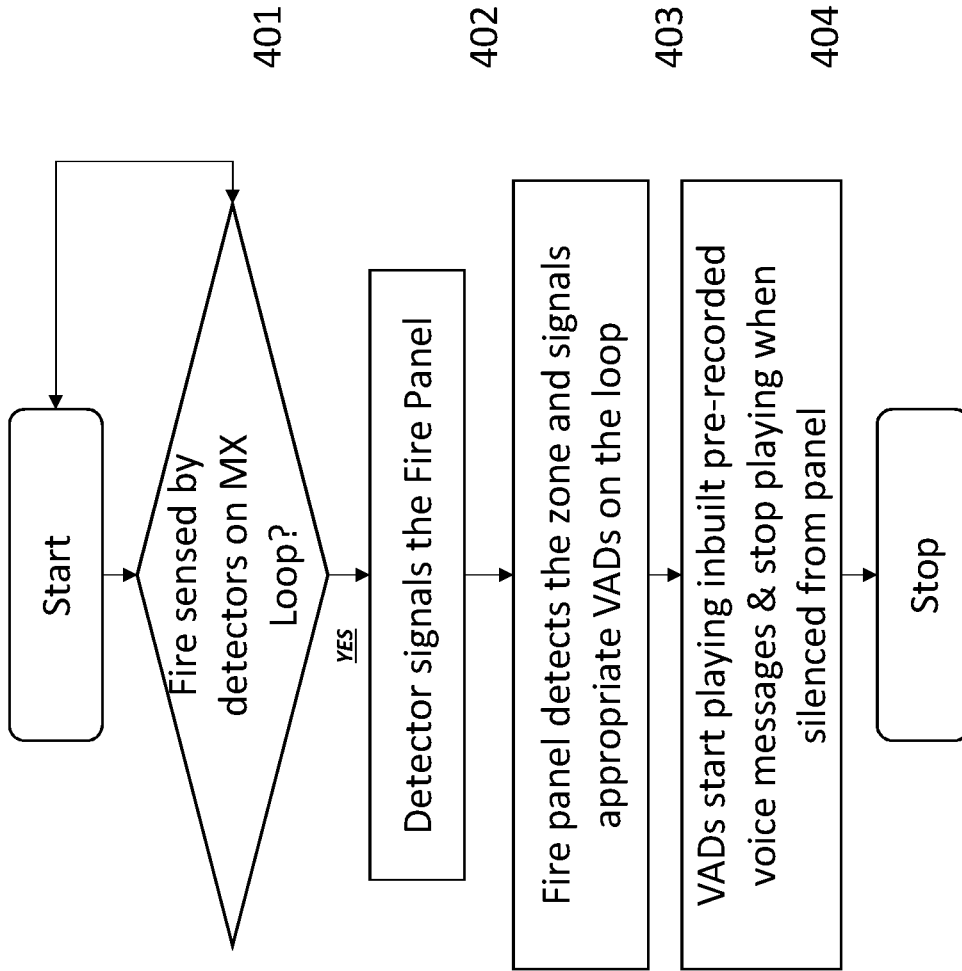 Start
Fire sensed by
detectors on MX
Loop?
401
YES
Detector signals the Fire Panel
402
Fire panel detects the zone and signals
appropriate VADs on the loop
403
VADs start playing inbuilt pre-recorded
voice messages & stop playing when
silenced from panel
404
Stop